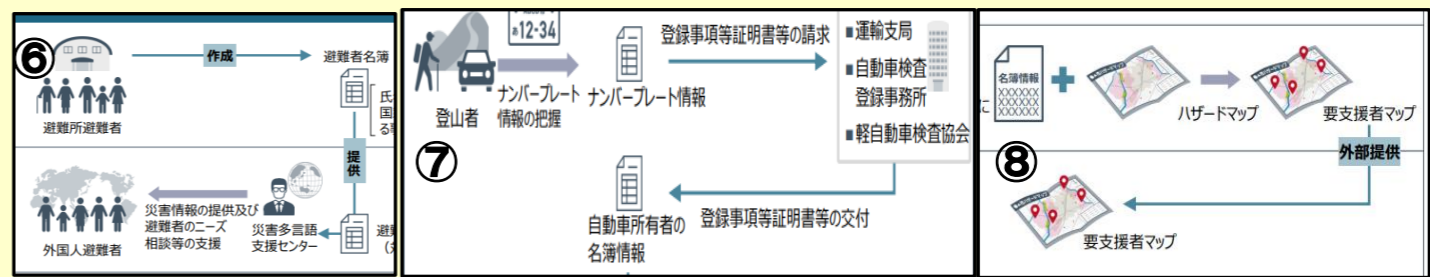 ⑥
作成
避難者名簿
氏
国
る
避難所避難者
提供
災害情報の提供及び
避難者のニーズ
相談等の支援
災害多言語
支援センター
外国人避難者
避難
⑦
あ12-34
登山者
ナンバープレート
情報の把握
ナンバープレート情報
登録事項等証明書等の請求
■運輸支局
■自動車検査
登録事務所
■軽自動車検査協会
登録事項等証明書等の交付
自動車所有者の
名簿情報
⑧
に
名簿情報
XXXXXX
XXXXXX
XXXXXX
ハザードマップ
要支援者マップ
外部提供
要支援者マップ